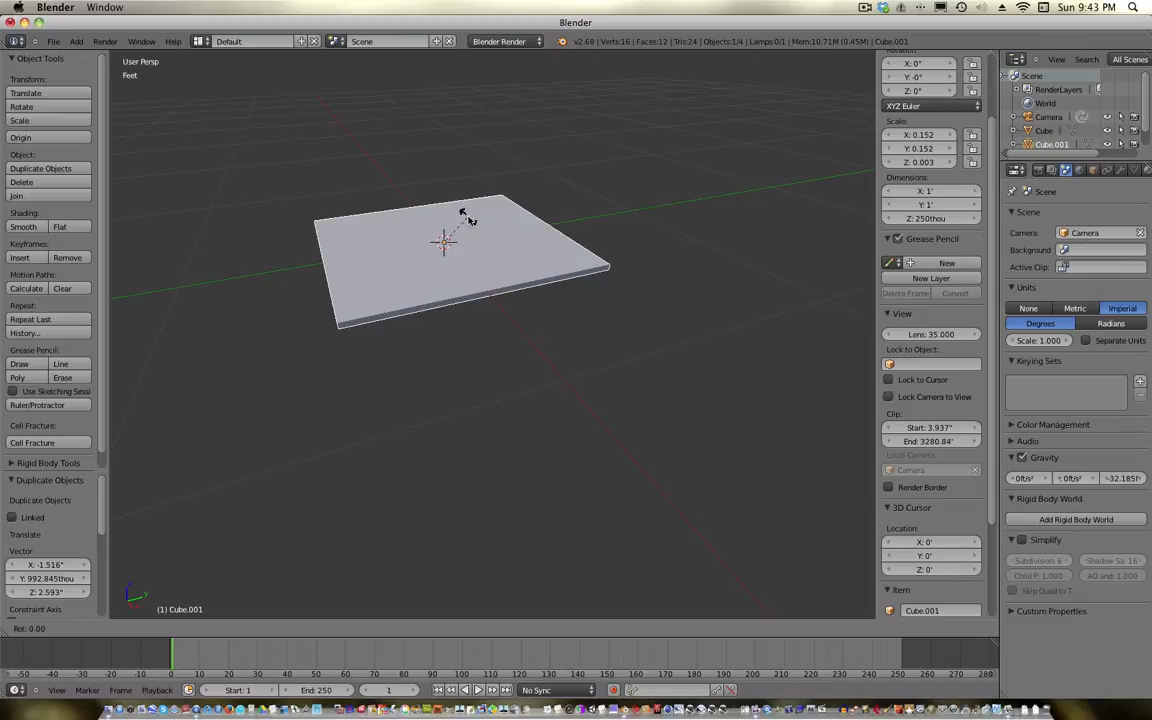 Blender Window Sun 9:43 PM
Blender
File Add Render Window Help Default Scene Blender Render v2.68 | Verts:16 | Faces:12 | Tris:24 | Objects:1/4 | Lamps:0/1 | Mem:10.71M (0.45M) | Cube.001 View Search All Scenes
Object Tools
Transform:
Translate
Rotate
Scale
Origin
Object:
Duplicate Objects
Delete
Join
Shading:
Smooth Flat
Keyframes:
Insert Remove
Motion Paths:
Calculate Clear
Repeat:
Repeat Last
History...
Grease Pencil:
Draw Line
Poly Erase
Use Sketching Sessi
Ruler/Protractor
Cell Fracture:
Cell Fracture
Rigid Body Tools
Duplicate Objects
Duplicate Objects
Linked
Translate
Vector
X: -1.516"
Y: 992.845thou
Z: 2.593"
Constraint Axis
User Persp
Feet
(1) Cube.001
Rot: 0.00
Rotation:
X: 0°
Y: -0°
Z: 0°
XYZ Euler
Scale:
X: 0.152
Y: 0.152
Z: 0.003
Dimensions:
X: 1'
Y: 1'
Z: 250thou
Grease Pencil
New
New Layer
Delete Frame Convert
View
Lens: 35.000
Lock to Object:
Lock to Cursor
Lock Camera to View
Clip:
Start: 3.937"
End: 3280.84'
Local Camera:
Camera
Render Border
3D Cursor
Location:
X: 0'
Y: 0'
Z: 0'
Item
Cube.001
Scene
RenderLayers
World
Camera
Cube
Cube.001
Scene
Scene
Camera: Camera
Background:
Active Clip:
Units
None Metric Imperial
Degrees Radians
Scale: 1.000 Separate Units
Keying Sets
Color Management
Audio
Gravity
0ft/s² 0ft/s² -32.185f
Rigid Body World
Add Rigid Body World
Simplify
Subdivision: 6 Shadow Sa: 16
Child P: 1.000 AO and: 1.000
Skip Quad to T
Custom Properties
-50 -40 -30 -20 -10 0 10 20 30 40 50 60 70 80 90 100 110 120 130 140 150 160 170 180 190 200 210 220 230 240 250 260 270 280
View Marker Frame Playback Start: 1 End: 250 1 No Sync